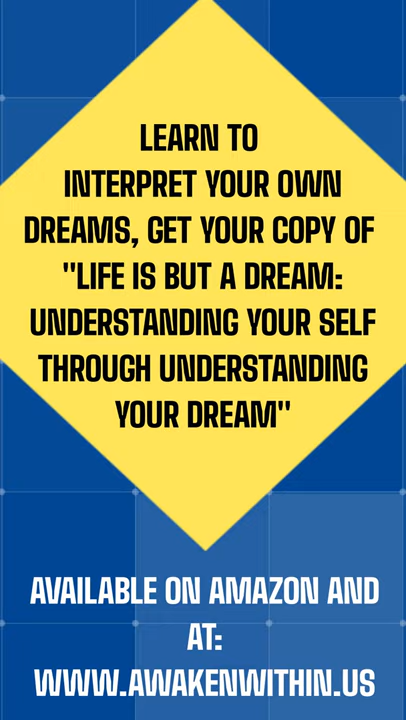 LEARN TO
INTERPRET YOUR OWN
DREAMS, GET YOUR COPY OF
"LIFE IS BUT A DREAM:
UNDERSTANDING YOUR SELF
THROUGH UNDERSTANDING
YOUR DREAM"
AVAILABLE ON AMAZON AND
AT:
WWW.AWAKENWITHIN.US